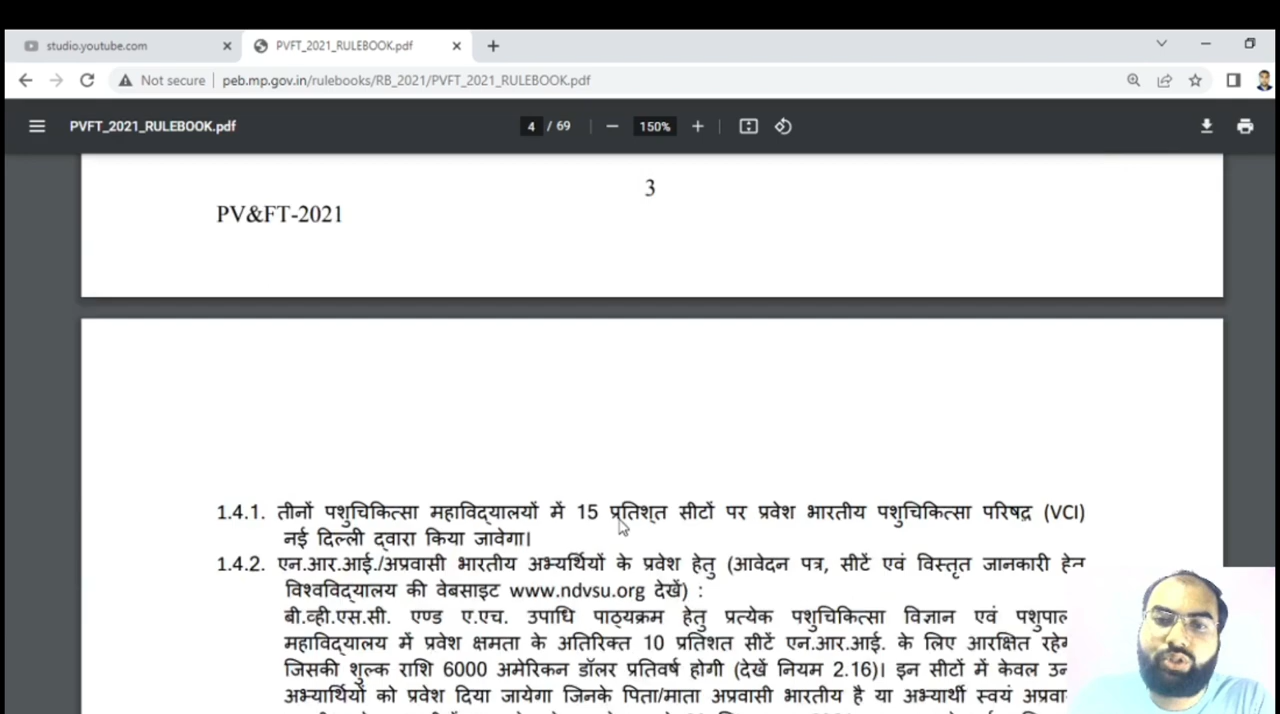 studio.youtube.com
PVFT_2021_RULEBOOK.pdf
Not secure
peb.mp.gov.in/rulebooks/RB_2021/PVFT_2021_RULEBOOK.pdf
PVFT_2021_RULEBOOK.pdf
4 / 69
150%
3
PV&FT-2021
1.4.1. तीनों पशुचिकित्सा महाविद्यालयों में 15 प्रतिश्त सीटों पर प्रवेश भारतीय पशुचिकित्सा परिषद्र (VCI)
नई दिल्ली द्वारा किया जावेगा।
1.4.2. एन.आर.आई./अप्रवासी भारतीय अभ्यर्थियों के प्रवेश हेतु (आवेदन पत्र, सीटें एवं विस्तृत जानकारी
विश्वविद्यालय की वेबसाइट www.ndvsu.org देखें) :
बी.व्ही.एस.सी. एण्ड ए.एच. उपाधि पाठ्यक्रम हेतु प्रत्येक पशुचिकित्सा विज्ञान एवं
महाविद्यालय में प्रवेश क्षमता के अतिरिक्त 10 प्रतिशत सीटें एन.आर.आई. के लिए आरक्षित
जिसकी शुल्क राशि 6000 अमेरिकन डॉलर प्रतिवर्ष होगी (देखें नियम 2.16)। इन सीटों में केवल
अभ्यार्थियों को प्रवेश दिया जायेगा जिनके पिता/माता अप्रवासी भारतीय है या अभ्यार्थी स्वयं